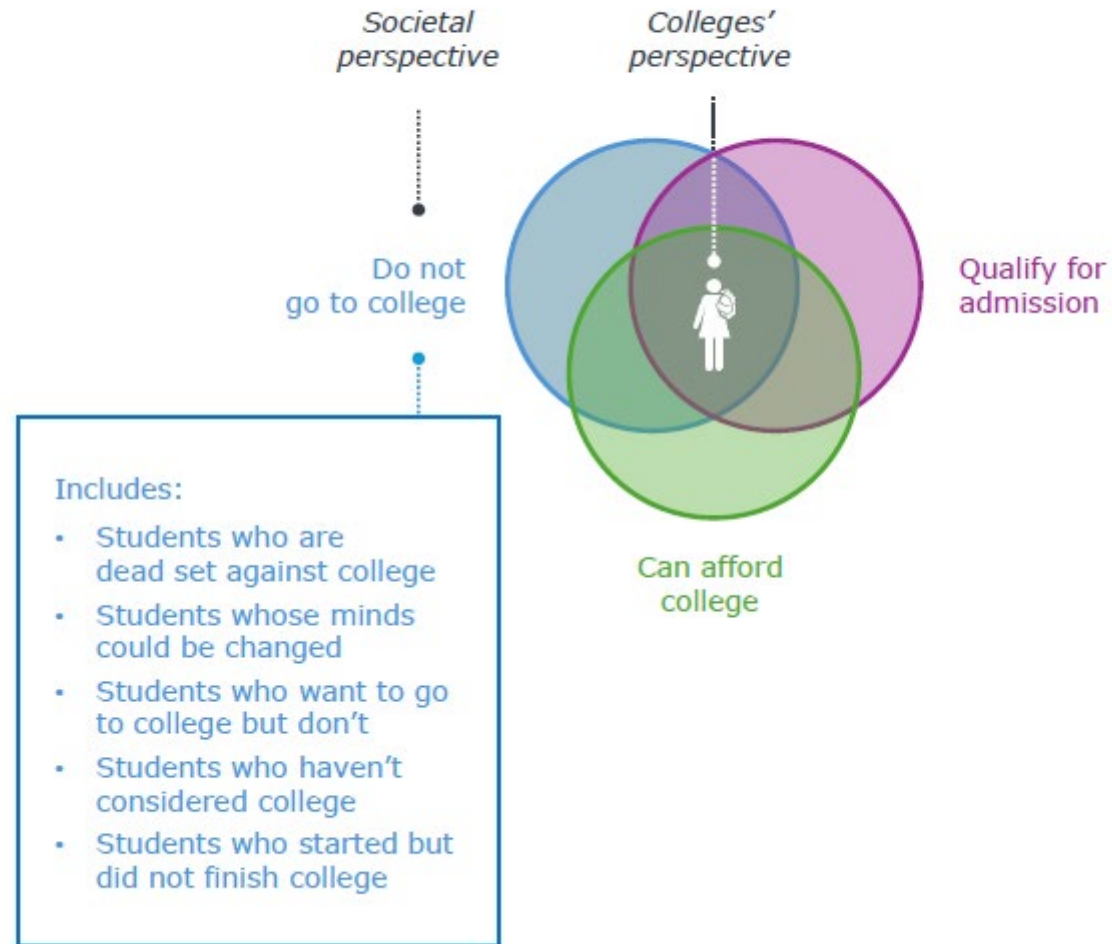 Societal
perspective
Colleges’
perspective
Do not
go to college
Qualify for
admission
Can afford
college
Includes:
• Students who are
dead set against college
• Students whose minds
could be changed
• Students who want to go
to college but don’t
• Students who haven’t
considered college
• Students who started but
did not finish college